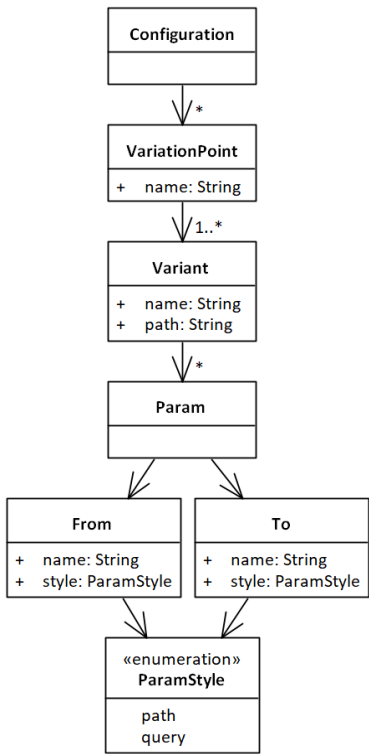 Configuration
*
VariationPoint
+ name: String
1..*
Variant
+ name: String
+ path: String
*
Param
From
+ name: String
+ style: ParamStyle
To
+ name: String
+ style: ParamStyle
«enumeration»
ParamStyle
path
query